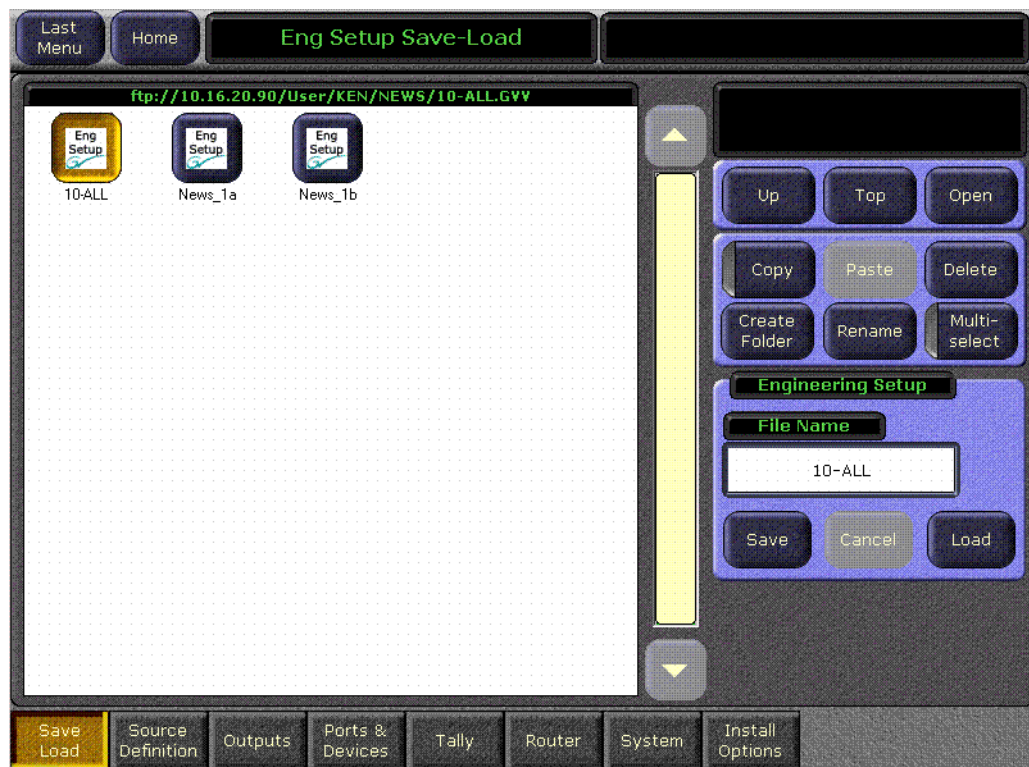 Last
Menu
Home
Eng Setup Save-Load
ftp://10.16.20.90/User/KEN/NEWS/10-ALL.GVV
Eng
Setup
Eng
Setup
Eng
Setup
10-ALL
News_1a
News_1b
Up
Top
Open
Copy
Paste
Delete
Create
Folder
Rename
Multi-
select
Engineering Setup
File Name
10-ALL
Save
Cancel
Load
Save
Load
Source
Definition
Outputs
Ports &
Devices
Tally
Router
System
Install
Options